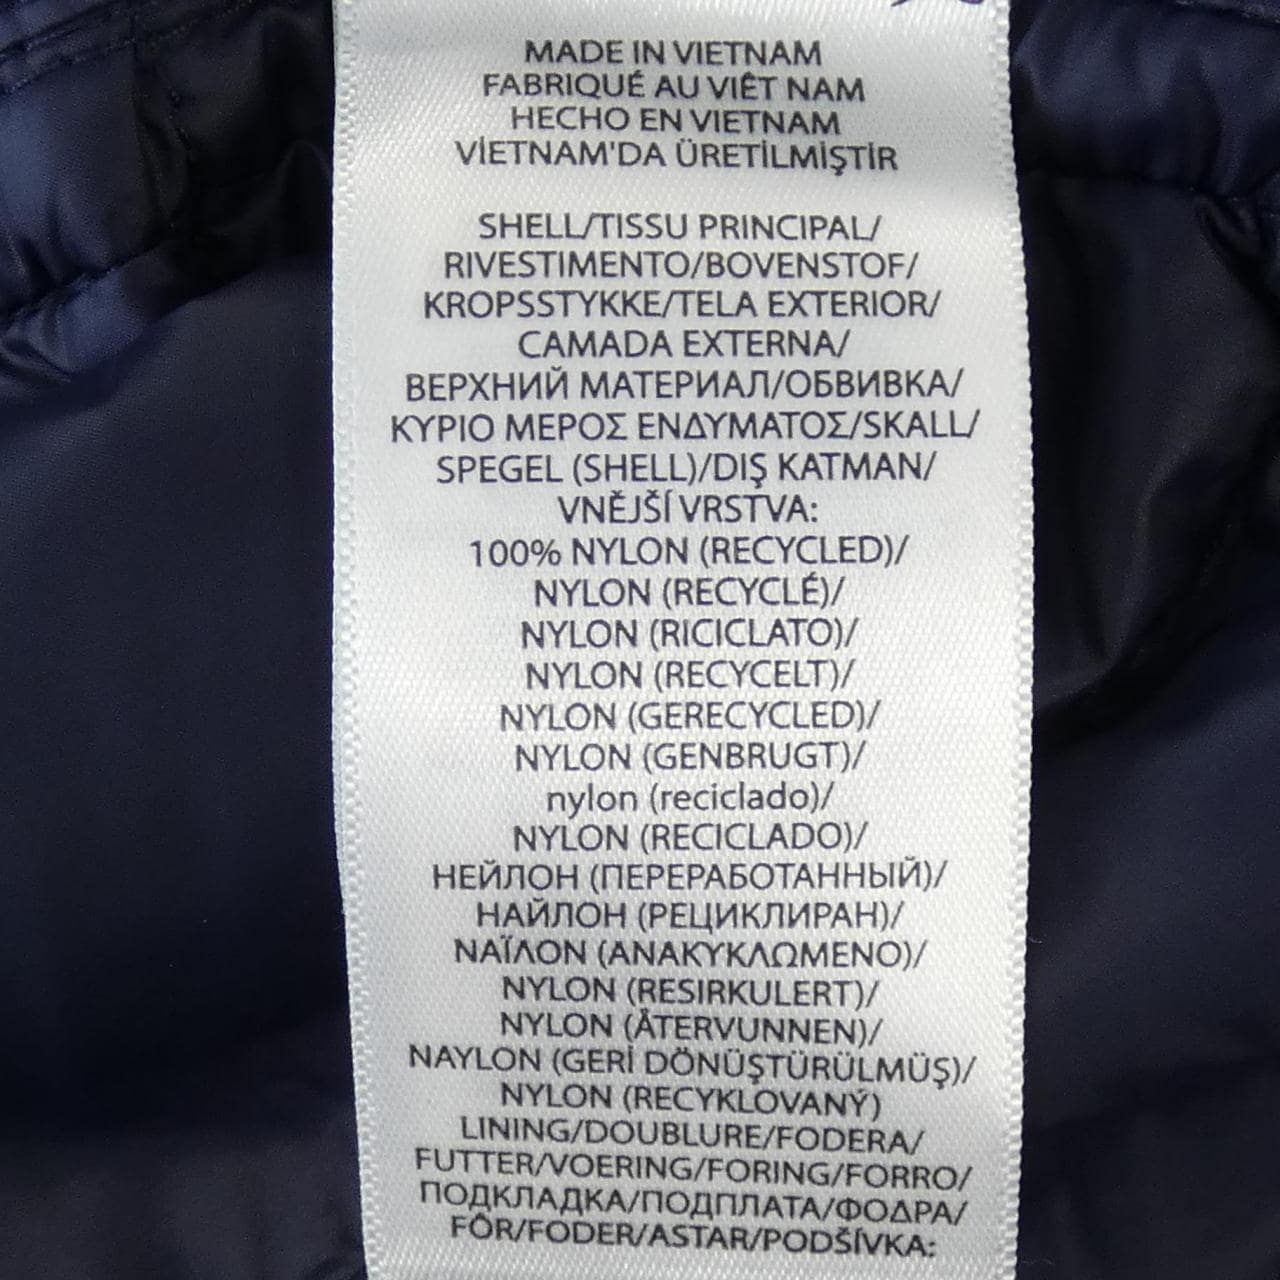 MADE IN VIETNAM
FABRIQUÉ AU VIÊT NAM
HECHO EN VIETNAM
VİETNAM'DA ÜRETİLMİŞTİR
SHELL/TISSU PRINCIPAL/
RIVESTIMENTO/BOVENSTOF/
KROPSSTYKKE/TELA EXTERIOR/
CAMADA EXTERNA/
ВЕРХНИЙ МАТЕРИАЛ/ОБВИВКА/
ΚΥΡΙΟ ΜΕΡΟΣ ΕΝΔΥΜΑΤΟΣ/SKALL/
SPEGEL (SHELL)/DIŞ KATMAN/
VNĚJŠÍ VRSTVA:
100% NYLON (RECYCLED)/
NYLON (RECYCLÉ)/
NYLON (RICICLATO)/
NYLON (RECYCELT)/
NYLON (GERECYCLED)/
NYLON (GENBRUGT)/
nylon (reciclado)/
NYLON (RECICLADO)/
НЕЙЛОН (ПЕРЕРАБОТАННЫЙ)/
НАЙЛОН (РЕЦИКЛИРАН)/
ΝΑΪΛΟΝ (ΑΝΑΚΥΚΛΩΜΕΝΟ)/
NYLON (RESIRKULERT)/
NYLON (ÅTERVUNNEN)/
NAYLON (GERİ DÖNÜŞTÜRÜLMÜŞ)/
NYLON (RECYKLOVANÝ)
LINING/DOUBLURE/FODERA/
FUTTER/VOERING/FORING/FORRO/
ПОДКЛАДКА/ПОДПЛАТА/ΦΟΔΡΑ/
FÔR/FODER/ASTAR/PODŠÍVKA: